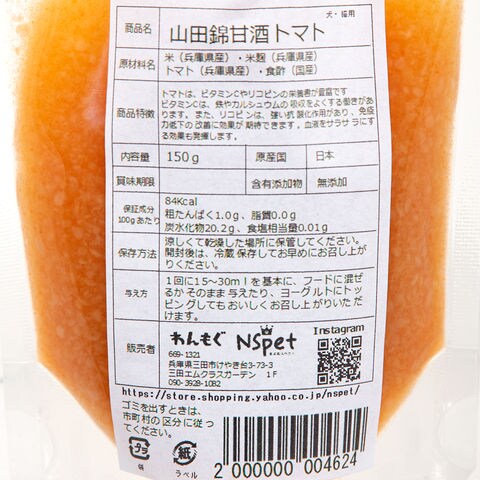 犬・猫用
商品名 山田錦甘酒トマト
原材料名 米（兵庫県産）・米麹（兵庫県産）
トマト（兵庫県産）・食酢（国産）
商品特徴
トマトは、ビタミンCやリコピンの栄養素が豊富です
ビタミンCは、鉄やカルシュウムの 吸収をよくする働きがあ
ります。また、リコピンは、強い抗 酸化作用があり 、免疫
力低下の 改善に効果が 期待できます。血液をサラサ ラにす
る効果も発揮します。
内容量 150g 原産国 日本
賞味期限 含有添加物 無添加
保証成分
100gあたり
84Kcal
粗たんぱく1.0g、脂質0.0g
炭水化物20.2g、食塩相当量0.01g
保存方法
涼しくて乾燥した場所に保管してください。
開封後は、冷蔵 保存してお早めにお召し上が
りください。
与え方
1回に15～30mlを基本に、フードに混ぜ
るか そのまま 与えたり、ヨーグルトにトッ
ピングしても おいしくお召し上がりいただ
けます。
販売者
わんもぐ NSpet
Instagram
669-1321
兵庫県三田市けやき台3-73-3
三田エムクラスガーデン 1F
090-3928-1082
https://store.shopping.yahoo.co.jp/nspet/
ゴミを出すときは、
市町村の 区分に従っ
てください。
プラ
袋
紙
ラベル
2 000000 004624